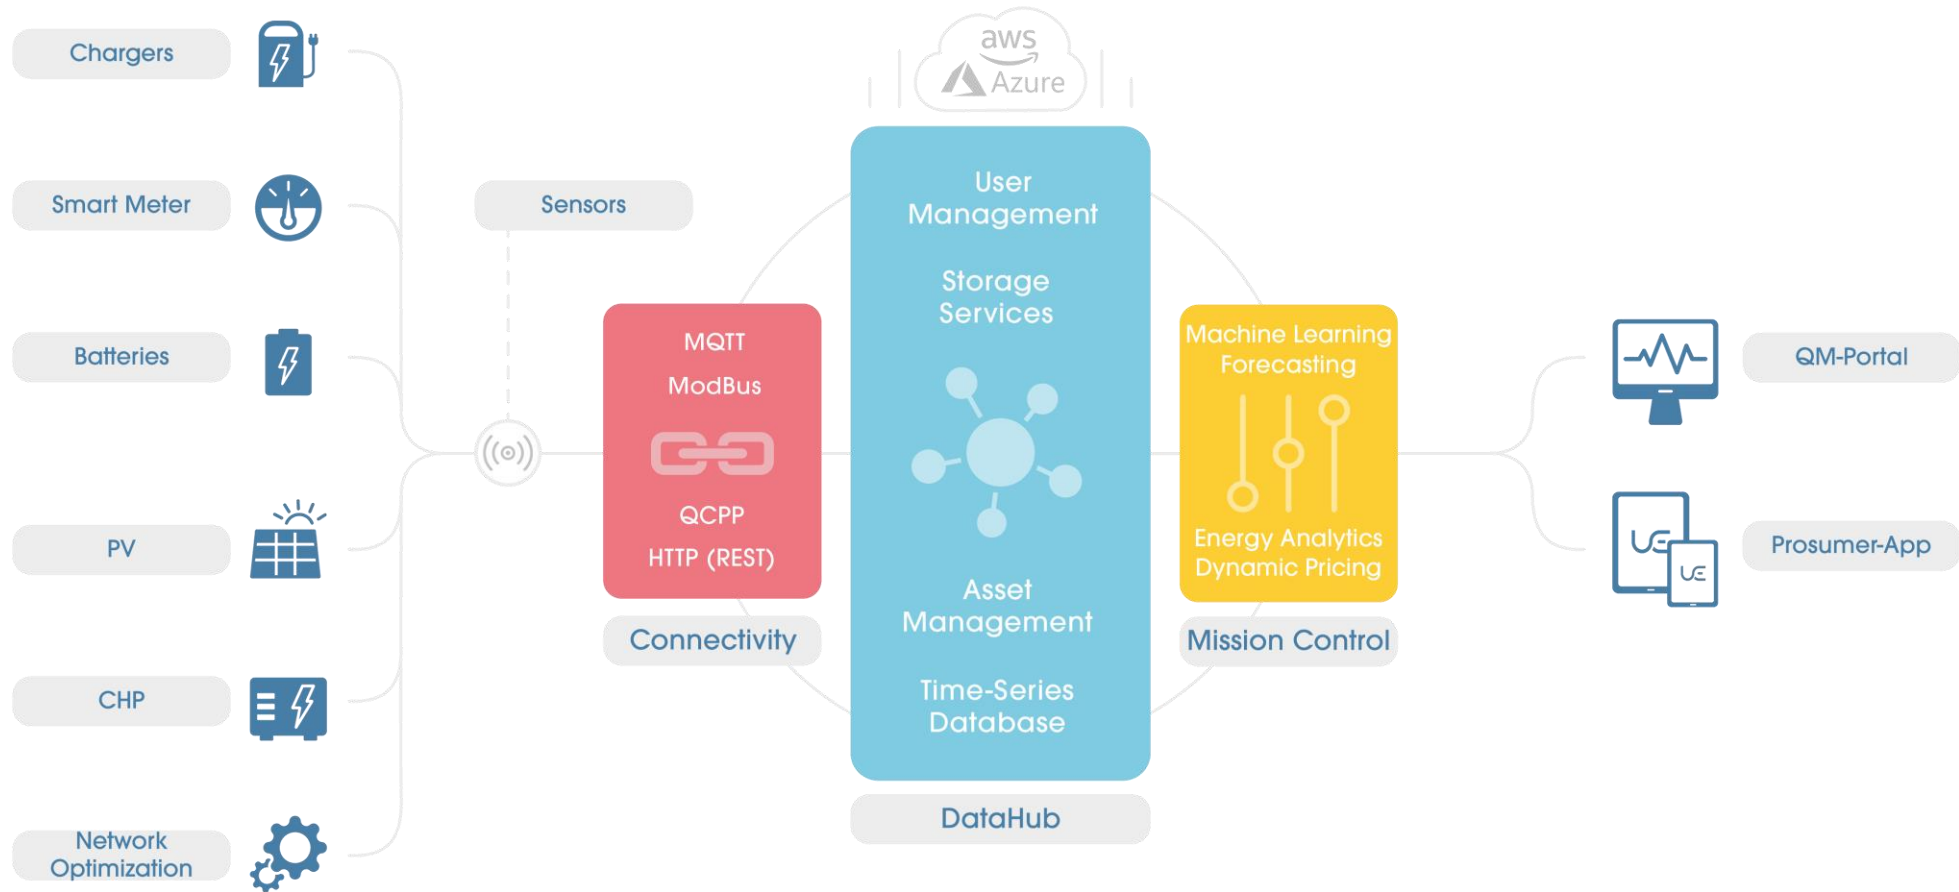 Chargers
Smart Meter
Batteries
PV
CHP
Network
Optimization
Sensors
MQTT
ModBus
QCPP
HTTP (REST)
Connectivity
aws
Azure
User
Management
Storage
Services
Asset
Management
Time-Series
Database
DataHub
Machine Learning
Forecasting
Energy Analytics
Dynamic Pricing
Mission Control
QM-Portal
UE
UE
Prosumer-App